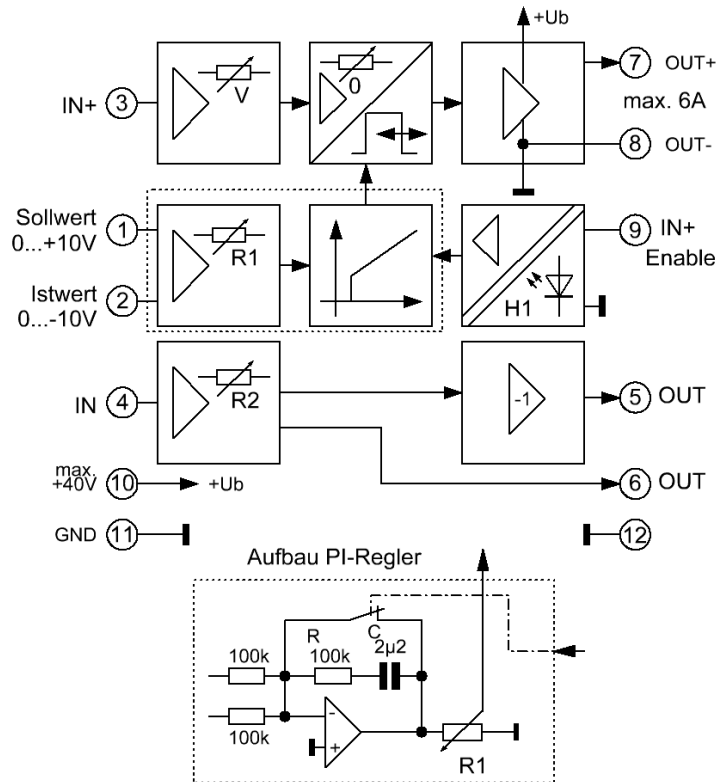 +Ub
IN+ 3
V
0
7 OUT+
max. 6A
8 OUT-
Sollwert
0...+10V
1
R1
Istwert
0...-10V
2
9 IN+
Enable
H1
IN 4
R2
-1
5 OUT
max.
+40V
10
+Ub
6 OUT
GND 11
12
Aufbau PI-Regler
R
C
100k
100k
2µ2
100k
-
+
R1